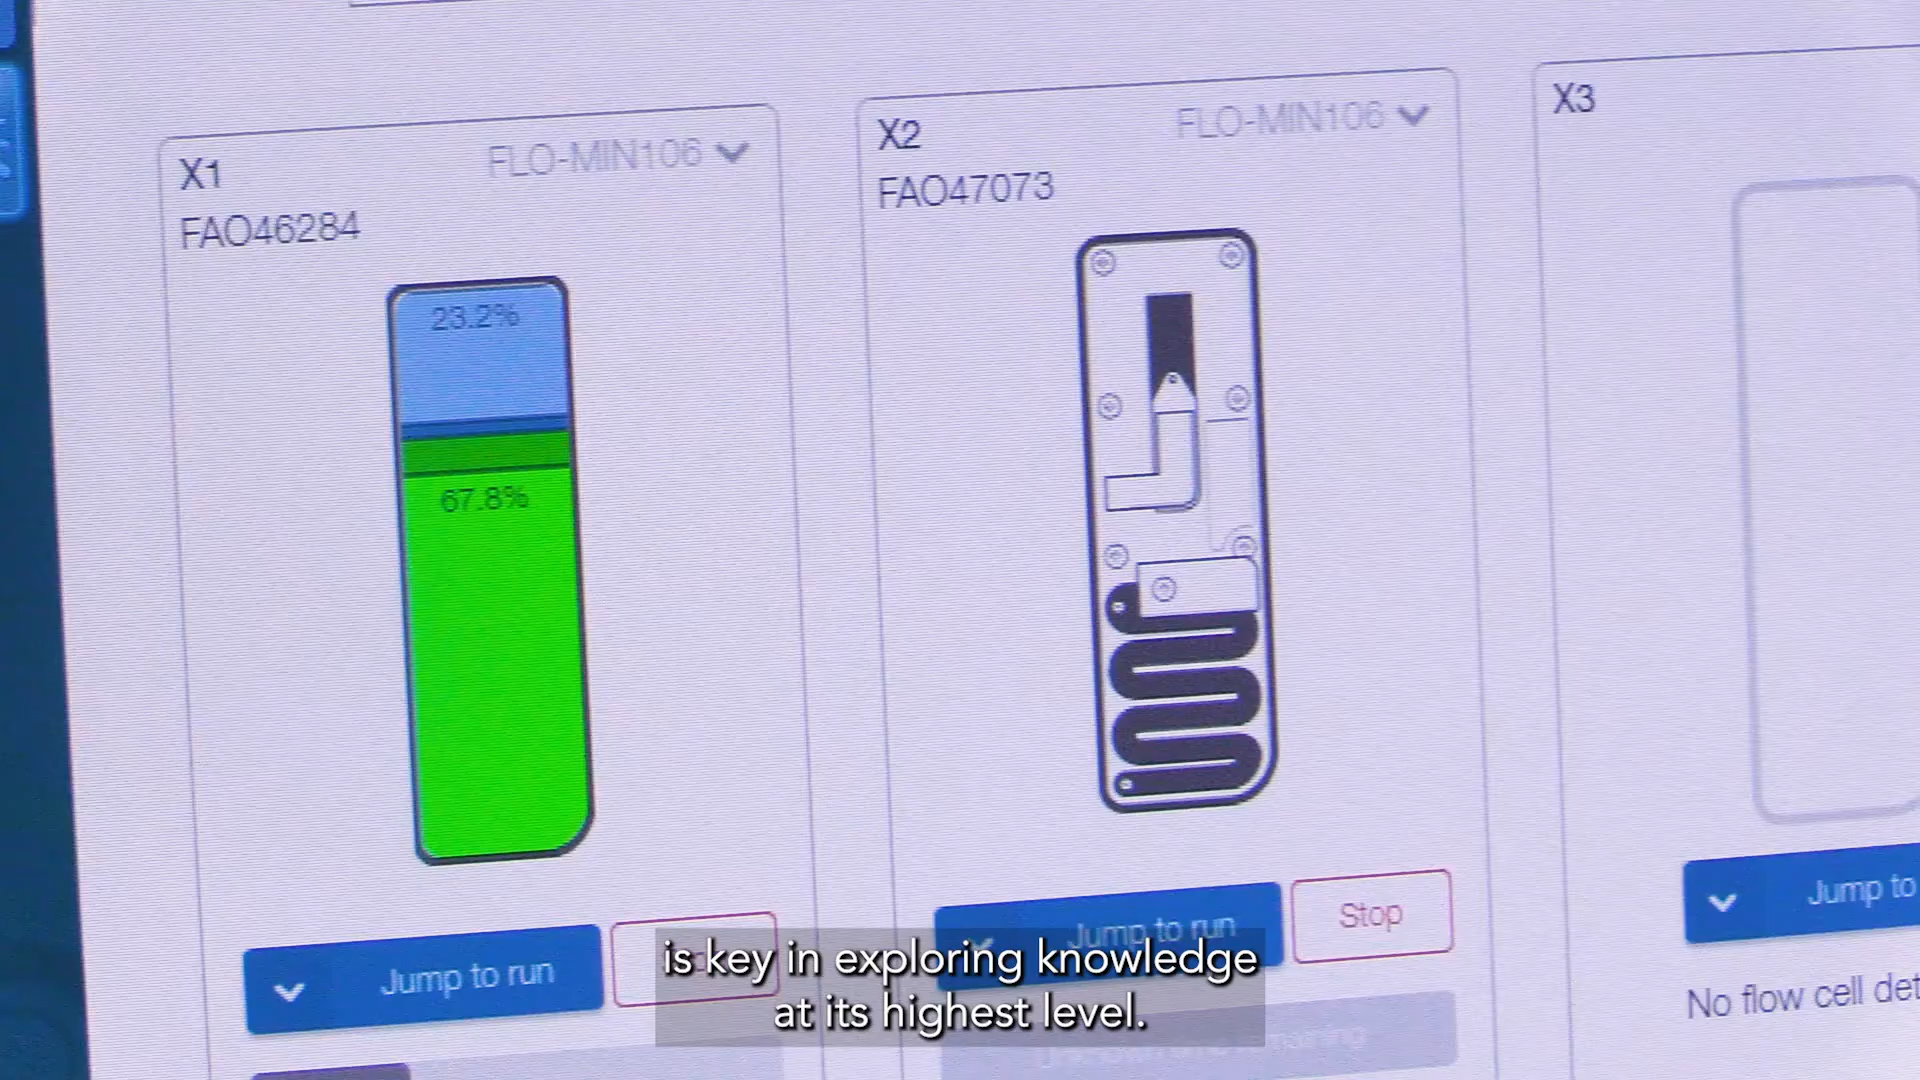 X1
FLO-MIN106
FAO46284
23.2%
67.8%
Jump to run
X2
FLO-MIN106
FAO47073
Jump to run
Stop
remaining
X3
Jump to
No flow cell det
is key in exploring knowledge
at its highest level.